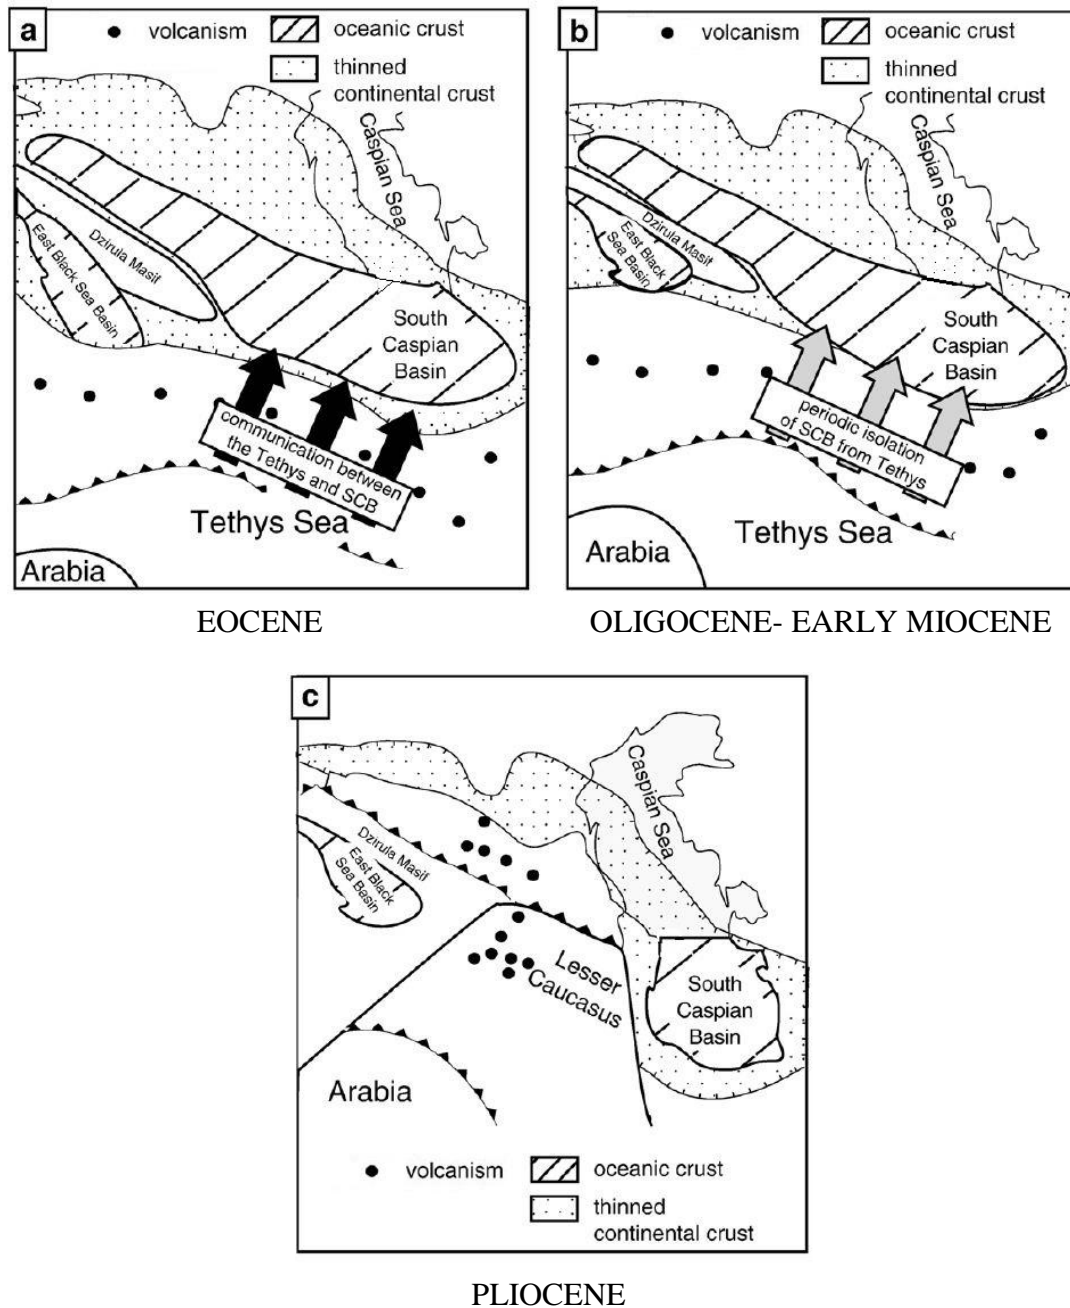 a
volcanism
oceanic crust
thinned
continental crust
Caspian Sea
Dzirula Masif
East Black
Sea Basin
South
Caspian
Basin
communication between
the Tethys and SCB
Tethys Sea
Arabia
EOCENE
b
volcanism
oceanic crust
thinned
continental crust
Caspian Sea
Dzirula Masif
East Black
Sea Basin
South
Caspian
Basin
periodic isolation
of SCB from Tethys
Tethys Sea
Arabia
OLIGOCENE- EARLY MIOCENE
c
Caspian Sea
Dzirula Masif
East Black
Sea Basin
Lesser
Caucasus
South
Caspian
Basin
Arabia
volcanism
oceanic crust
thinned
continental crust
PLIOCENE